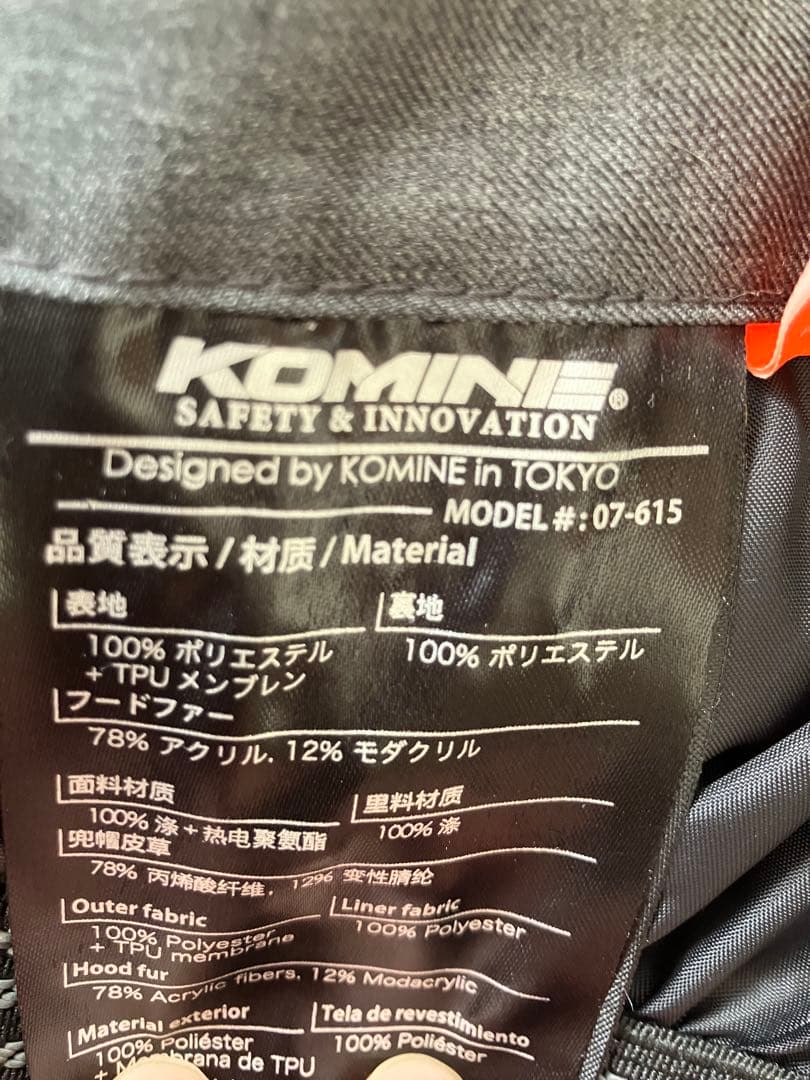 KOMINE®
SAFETY & INNOVATION
Designed by KOMINE in TOKYO
MODEL #: 07-615
品質表示/材质/Material
表地
裏地
100% ポリエステル
+ TPU メンブレン
100% ポリエステル
フードファー
78% アクリル. 12% モダクリル
面料材质
里料材质
100% 涤 + 热电聚氨酯
100% 涤
兜帽皮草
78% 丙烯酸纤维. 12% 变性腈纶
Outer fabric
Liner fabric
100% Polyester
+ TPU membrane
100% Polyester
Hood fur
78% Acrylic fibers. 12% Modacrylic
Material exterior
Tela de revestimiento
100% Poliéster
+ Membrana de TPU
100% Poliéster